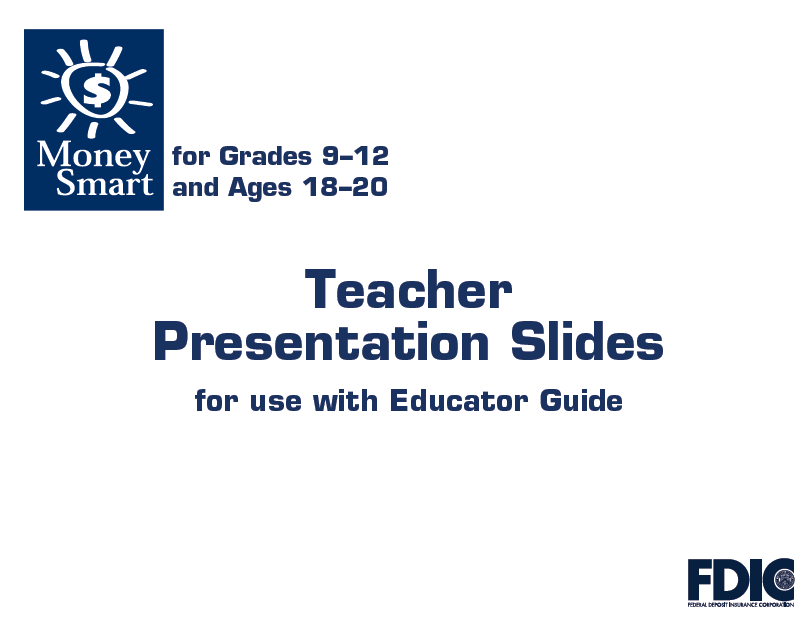 $
Money
Smart
for Grades 9–12
and Ages 18–20
Teacher
Presentation Slides
for use with Educator Guide
FDIC
FEDERAL DEPOSIT INSURANCE CORPORATION